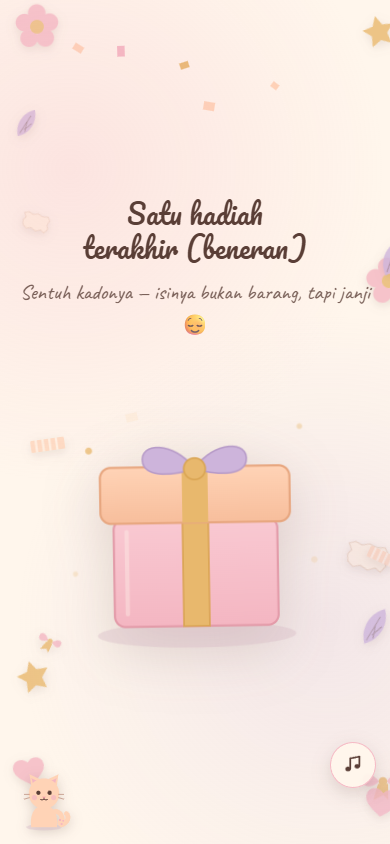 Satu hadiah
terakhir (beneran)
Sentuh kadonya — isinya bukan barang, tapi janji
😌